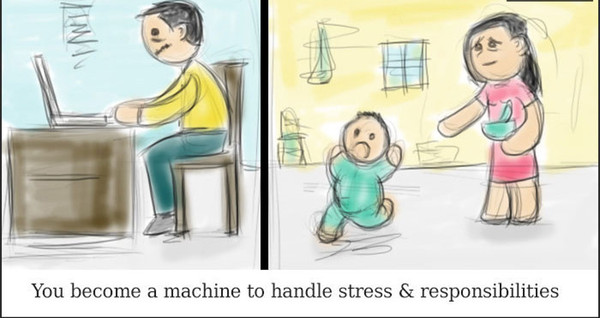 You become a machine to handle stress & responsibilities